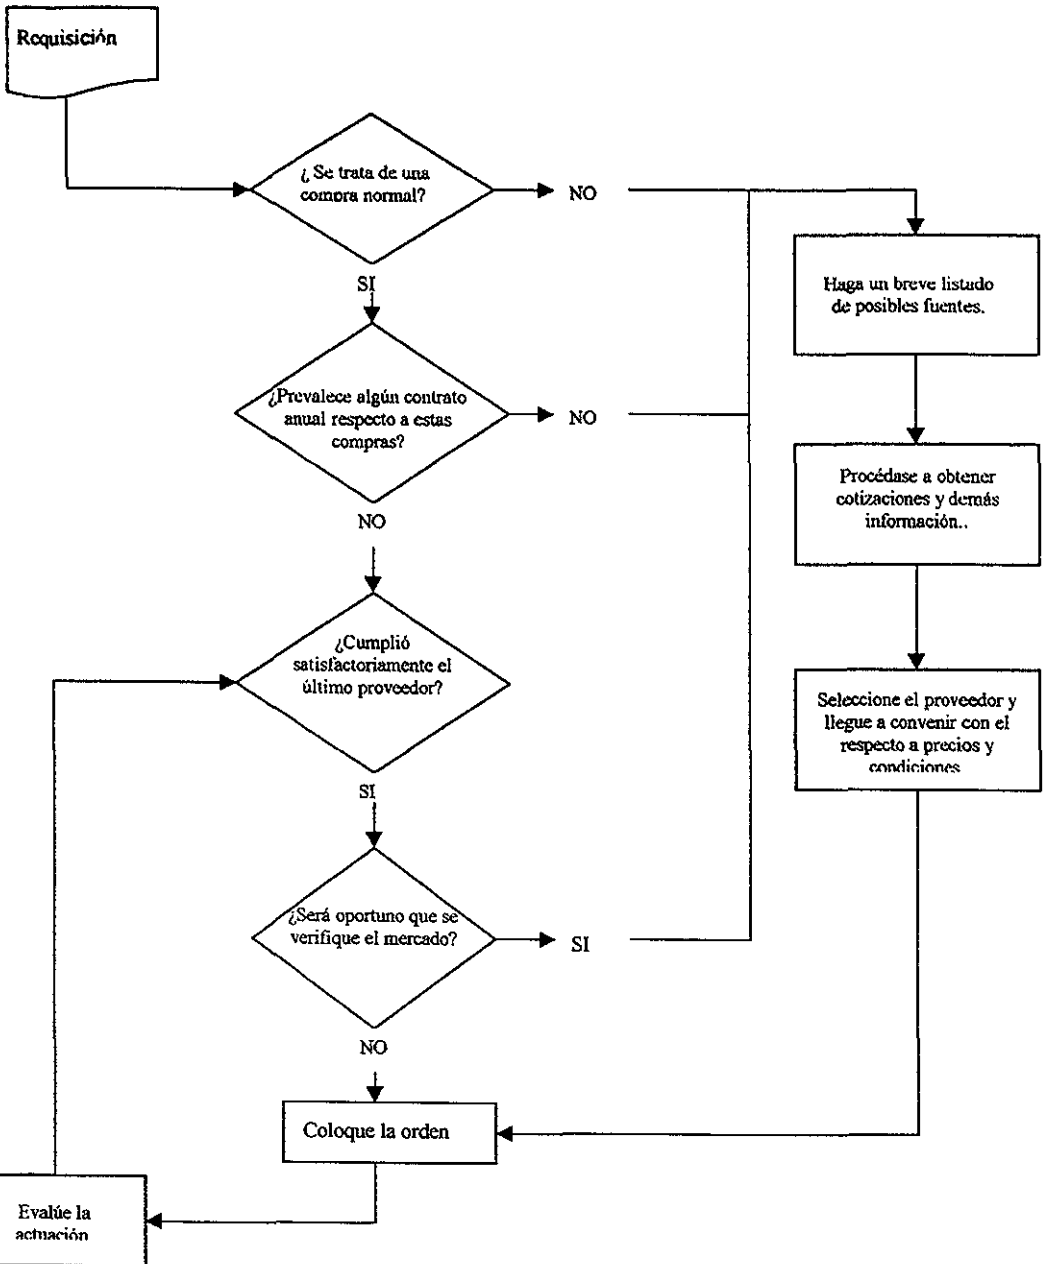 Requisición
¿ Se trata de una
compra normal?
NO
SI
¿Prevalece algún contrato
anual respecto a estas
compras?
NO
NO
¿Cumplió
satisfactoriamente el
último proveedor?
SI
¿Será oportuno que se
verifique el mercado?
SI
NO
Coloque la orden
Evalúe la
actuación
Haga un breve listado
de posibles fuentes.
Procédase a obtener
cotizaciones y demás
información..
Seleccione el proveedor y
llegue a convenir con el
respecto a precios y
condiciones